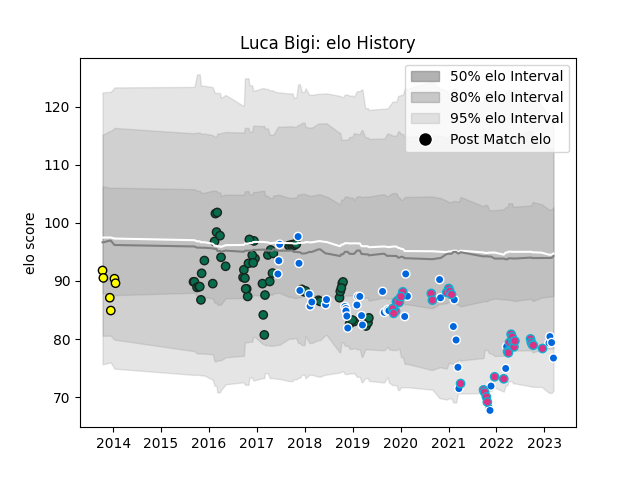 Luca Bigi: elo History
50% elo Interval
80% elo Interval
95% elo Interval
Post Match elo
elo score
120
110
100
90
80
70
2014 2015 2016 2017 2018 2019 2020 2021 2022 2023